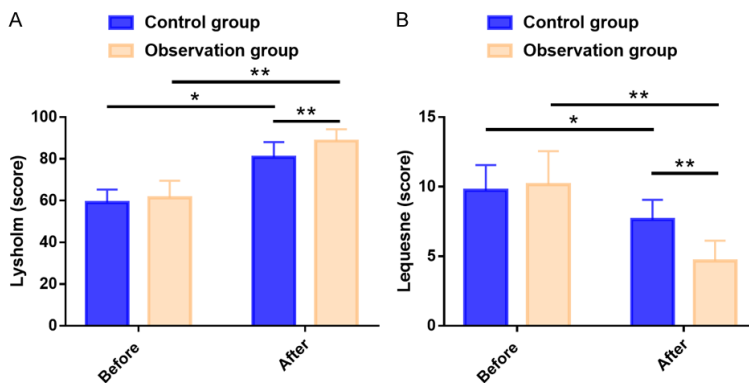 A
Control group
Observation group
**
*
**
100
80
60
40
20
0
Lysholm (score)
Before
After
B
Control group
Observation group
**
*
**
15
10
5
0
Lequesne (score)
Before
After